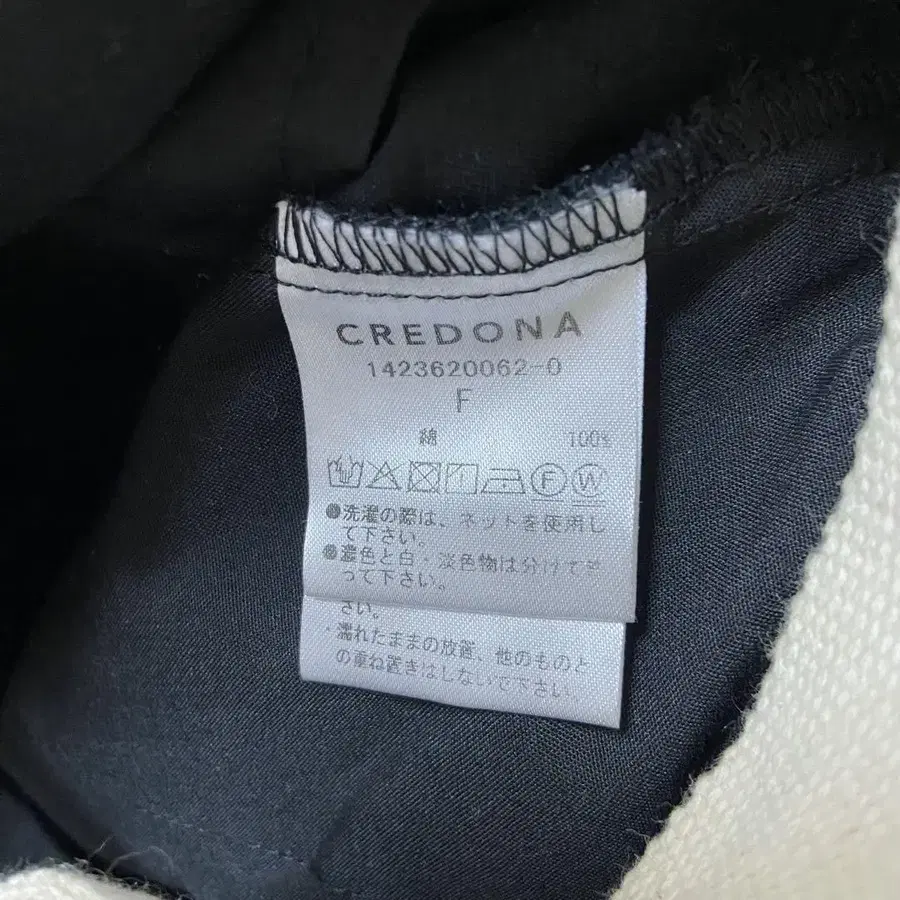 CREDONA
1423620062-0
F
綿 100%
F W
●洗濯の際は、ネットを使用し
て下さい。
●濃色と白・淡色物は分けて
って下さい。
さい。
・濡れたままの放置、他のものと
の重ね置きはしないで下さい。